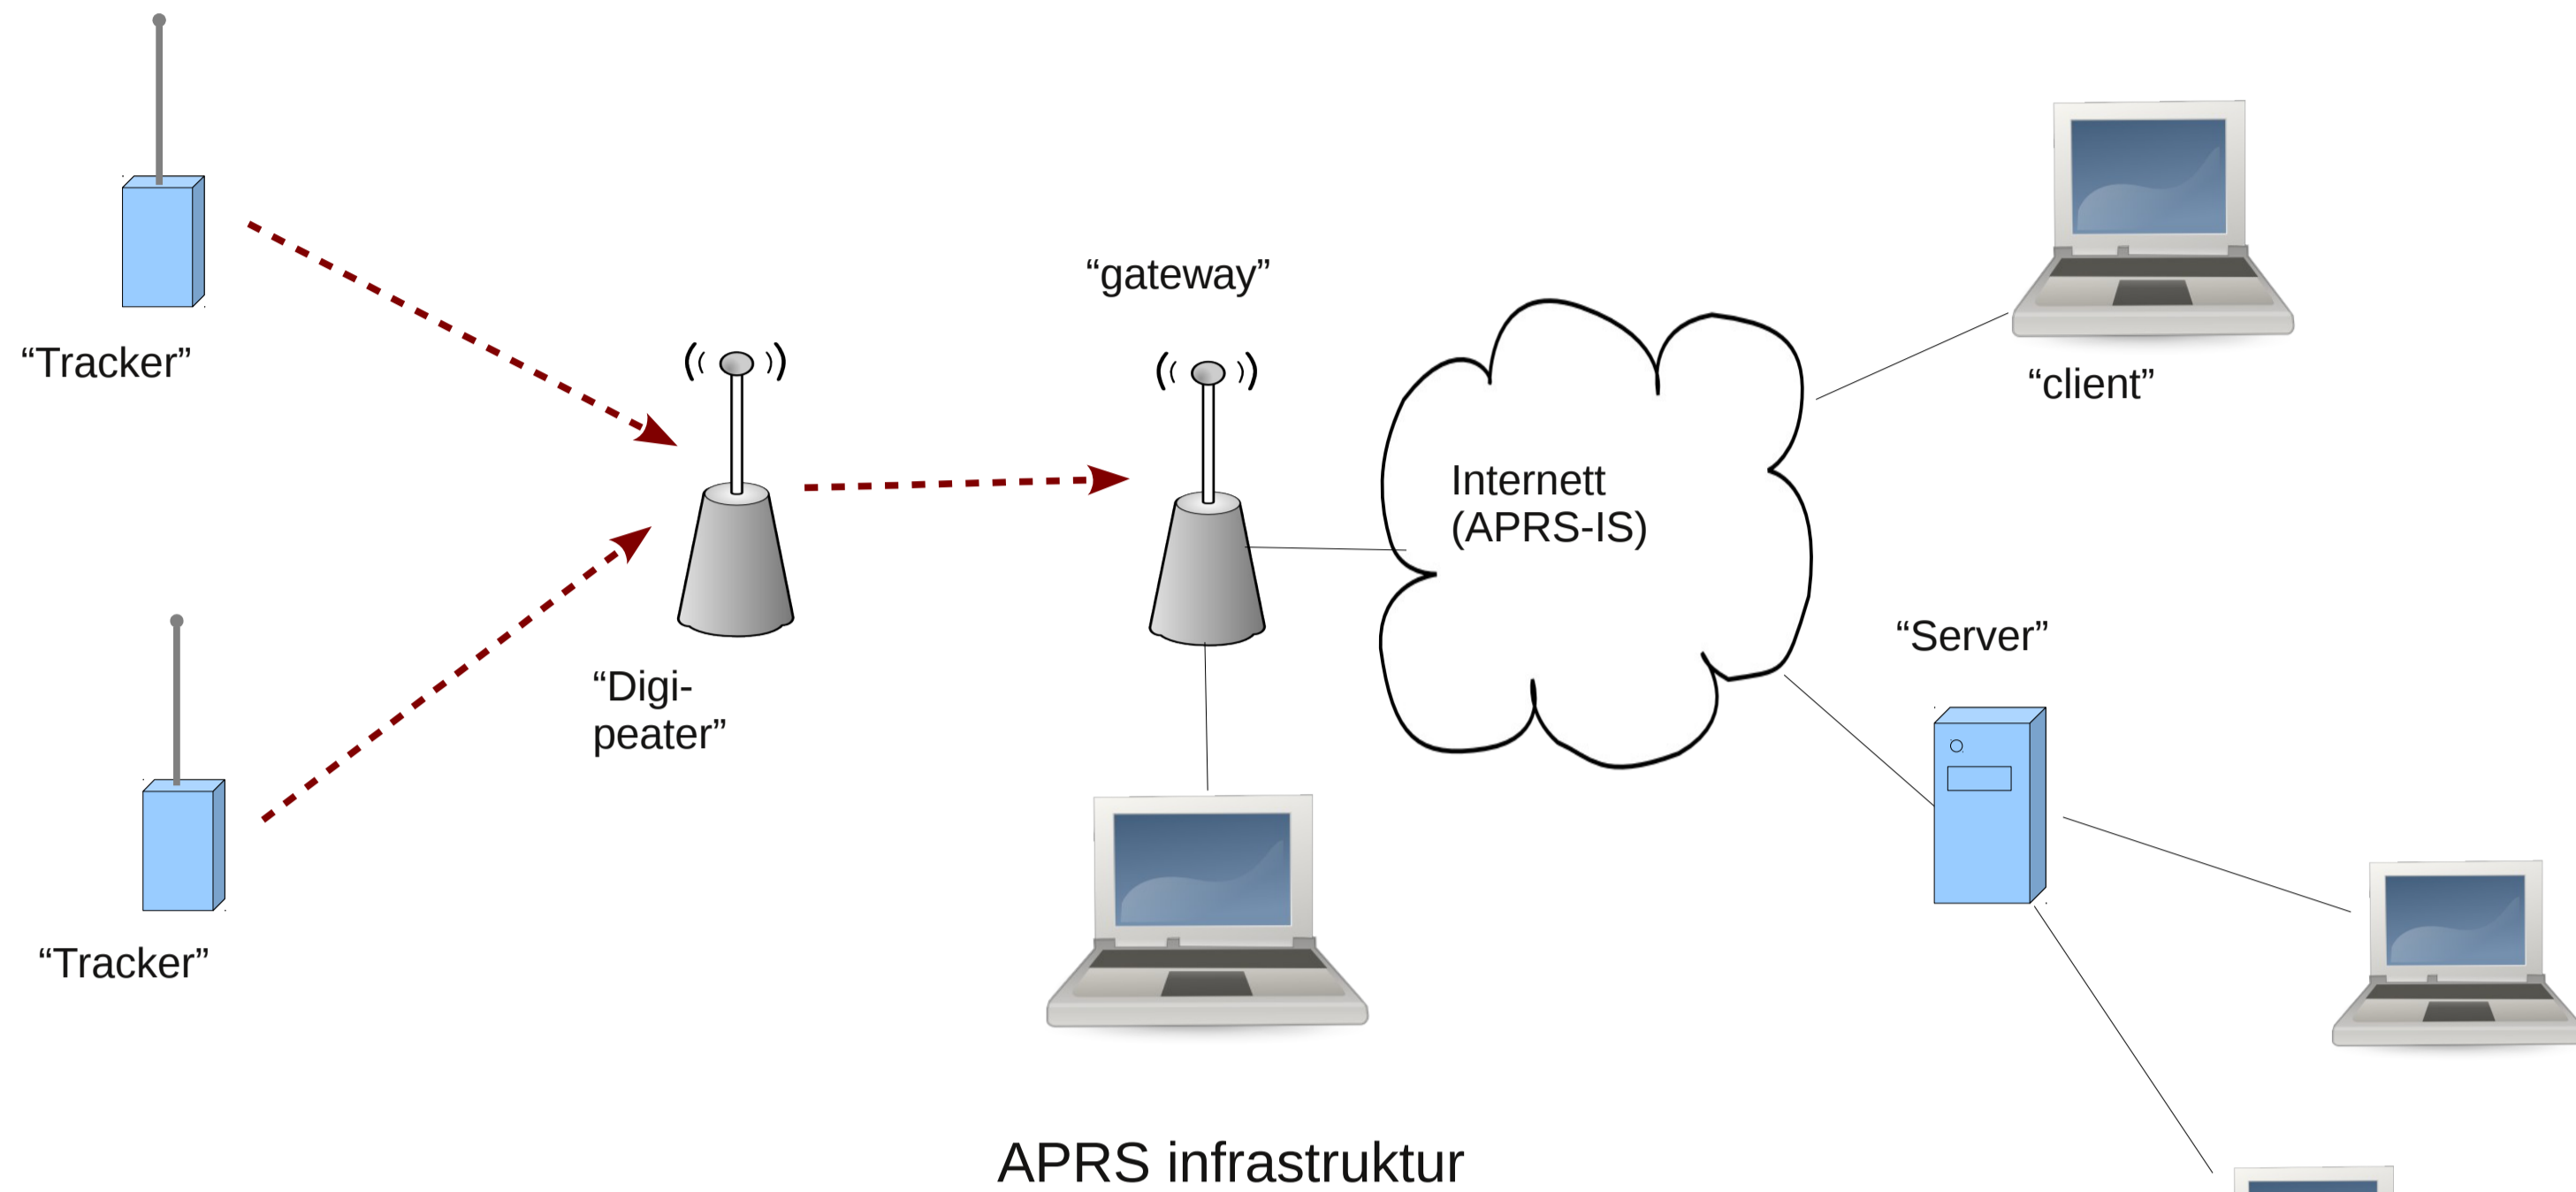 “Tracker”
“gateway”
“client”
Internett
(APRS-IS)
“Server”
“Digi-
peater”
“Tracker”
APRS infrastruktur